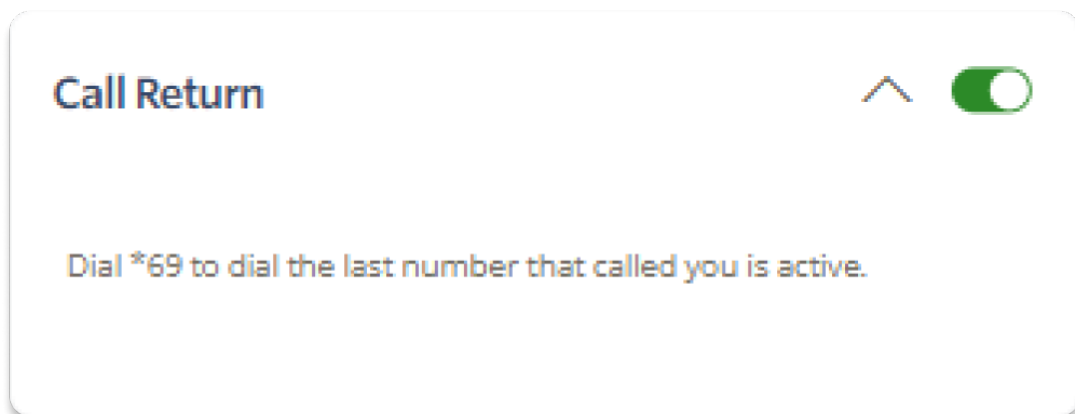 Call Return
Dial *69 to dial the last number that called you is active.